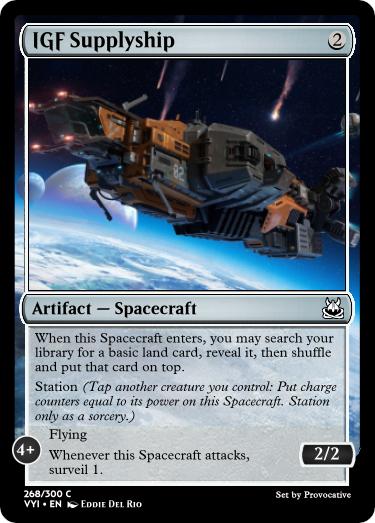 IGF Supplyship
2
82
Artifact — Spacecraft
When this Spacecraft enters, you may search your
library for a basic land card, reveal it, then shuffle
and put that card on top.
Station (Tap another creature you control: Put charge
counters equal to its power on this Spacecraft. Station
only as a sorcery.)
4+
Flying
Whenever this Spacecraft attacks,
surveil 1.
2/2
268/300 C
VYI • EN Eddie Del Rio
Set by Provocative